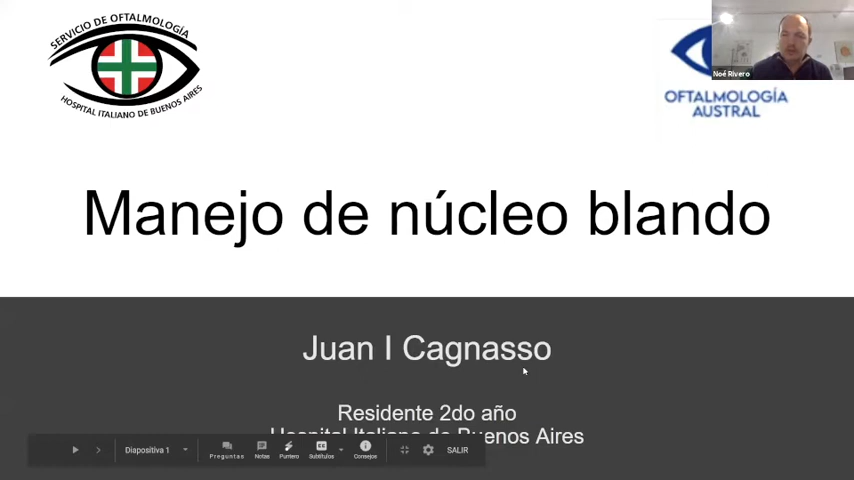 SERVICIO DE OFTALMOLOGÍA
HOSPITAL ITALIANO DE BUENOS AIRES
Noé Rivero
OFTALMOLOGÍA
AUSTRAL
Manejo de núcleo blando
Juan I Cagnasso
Residente 2do año
Hospital Italiano de Buenos Aires
Diapositiva 1
Preguntas
Notas
Puntero
Subtítulos
Consejos
SALIR